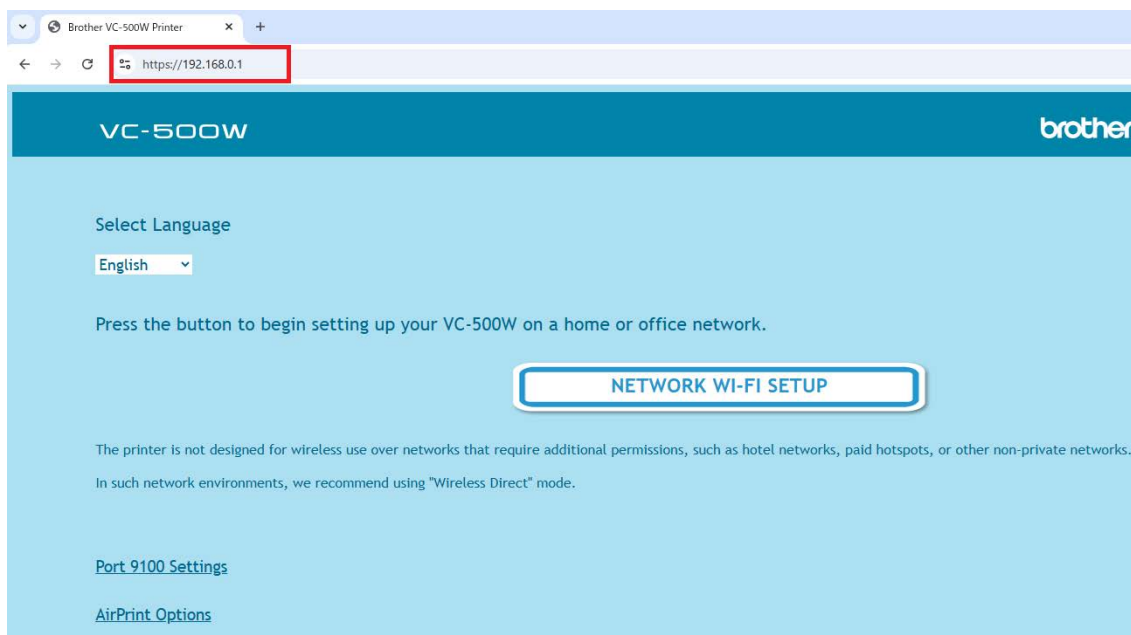 Brother VC-500W Printer
https://192.168.0.1
VC-500W
brother
Select Language
English
Press the button to begin setting up your VC-500W on a home or office network.
NETWORK WI-FI SETUP
The printer is not designed for wireless use over networks that require additional permissions, such as hotel networks, paid hotspots, or other non-private networks.
In such network environments, we recommend using "Wireless Direct" mode.
Port 9100 Settings
AirPrint Options